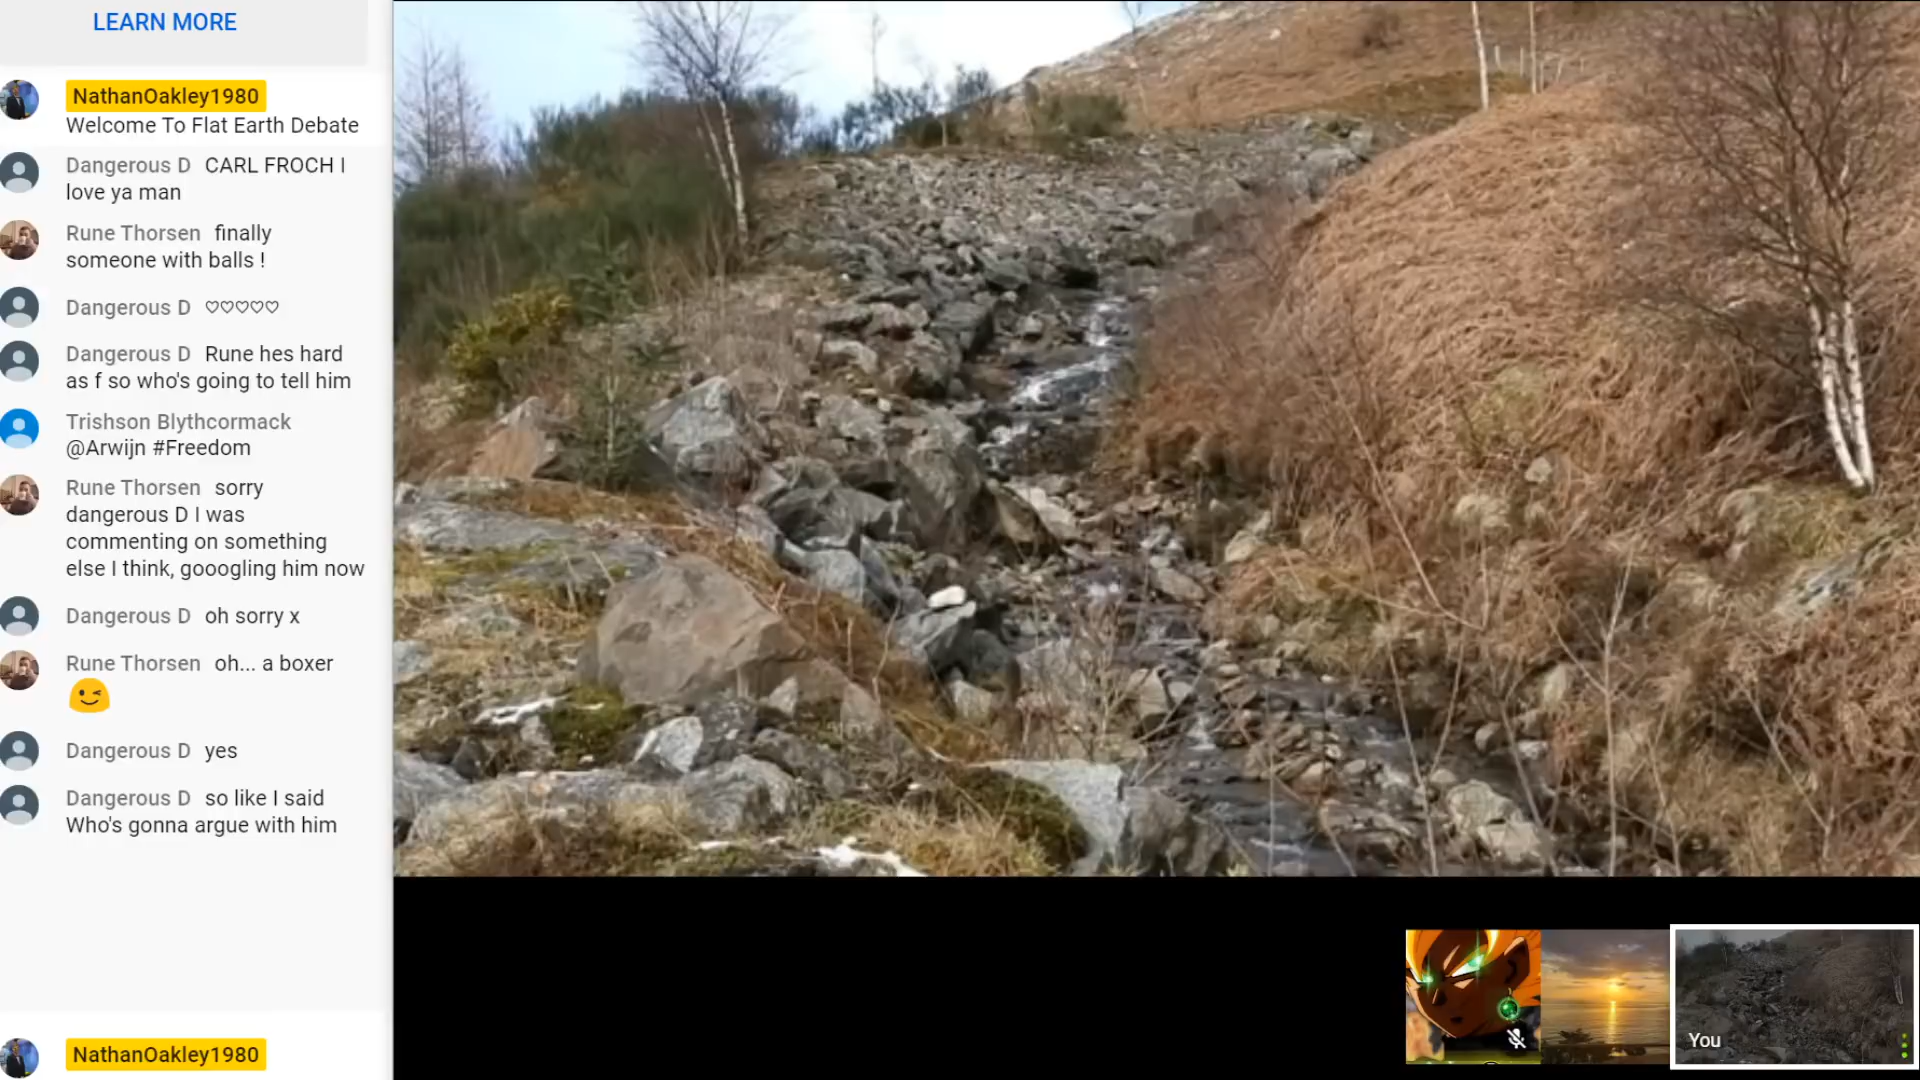 LEARN MORE
NathanOakley1980
Welcome To Flat Earth Debate
Dangerous D CARL FROCH I
love ya man
Rune Thorsen finally
someone with balls !
Dangerous D ♡♡♡♡♡
Dangerous D Rune hes hard
as f so who's going to tell him
Trishson Blythcormack
@Arwijn #Freedom
Rune Thorsen sorry
dangerous D I was
commenting on something
else I think, gooogling him now
Dangerous D oh sorry x
Rune Thorsen oh... a boxer
😉
Dangerous D yes
Dangerous D so like I said
Who's gonna argue with him
NathanOakley1980
You